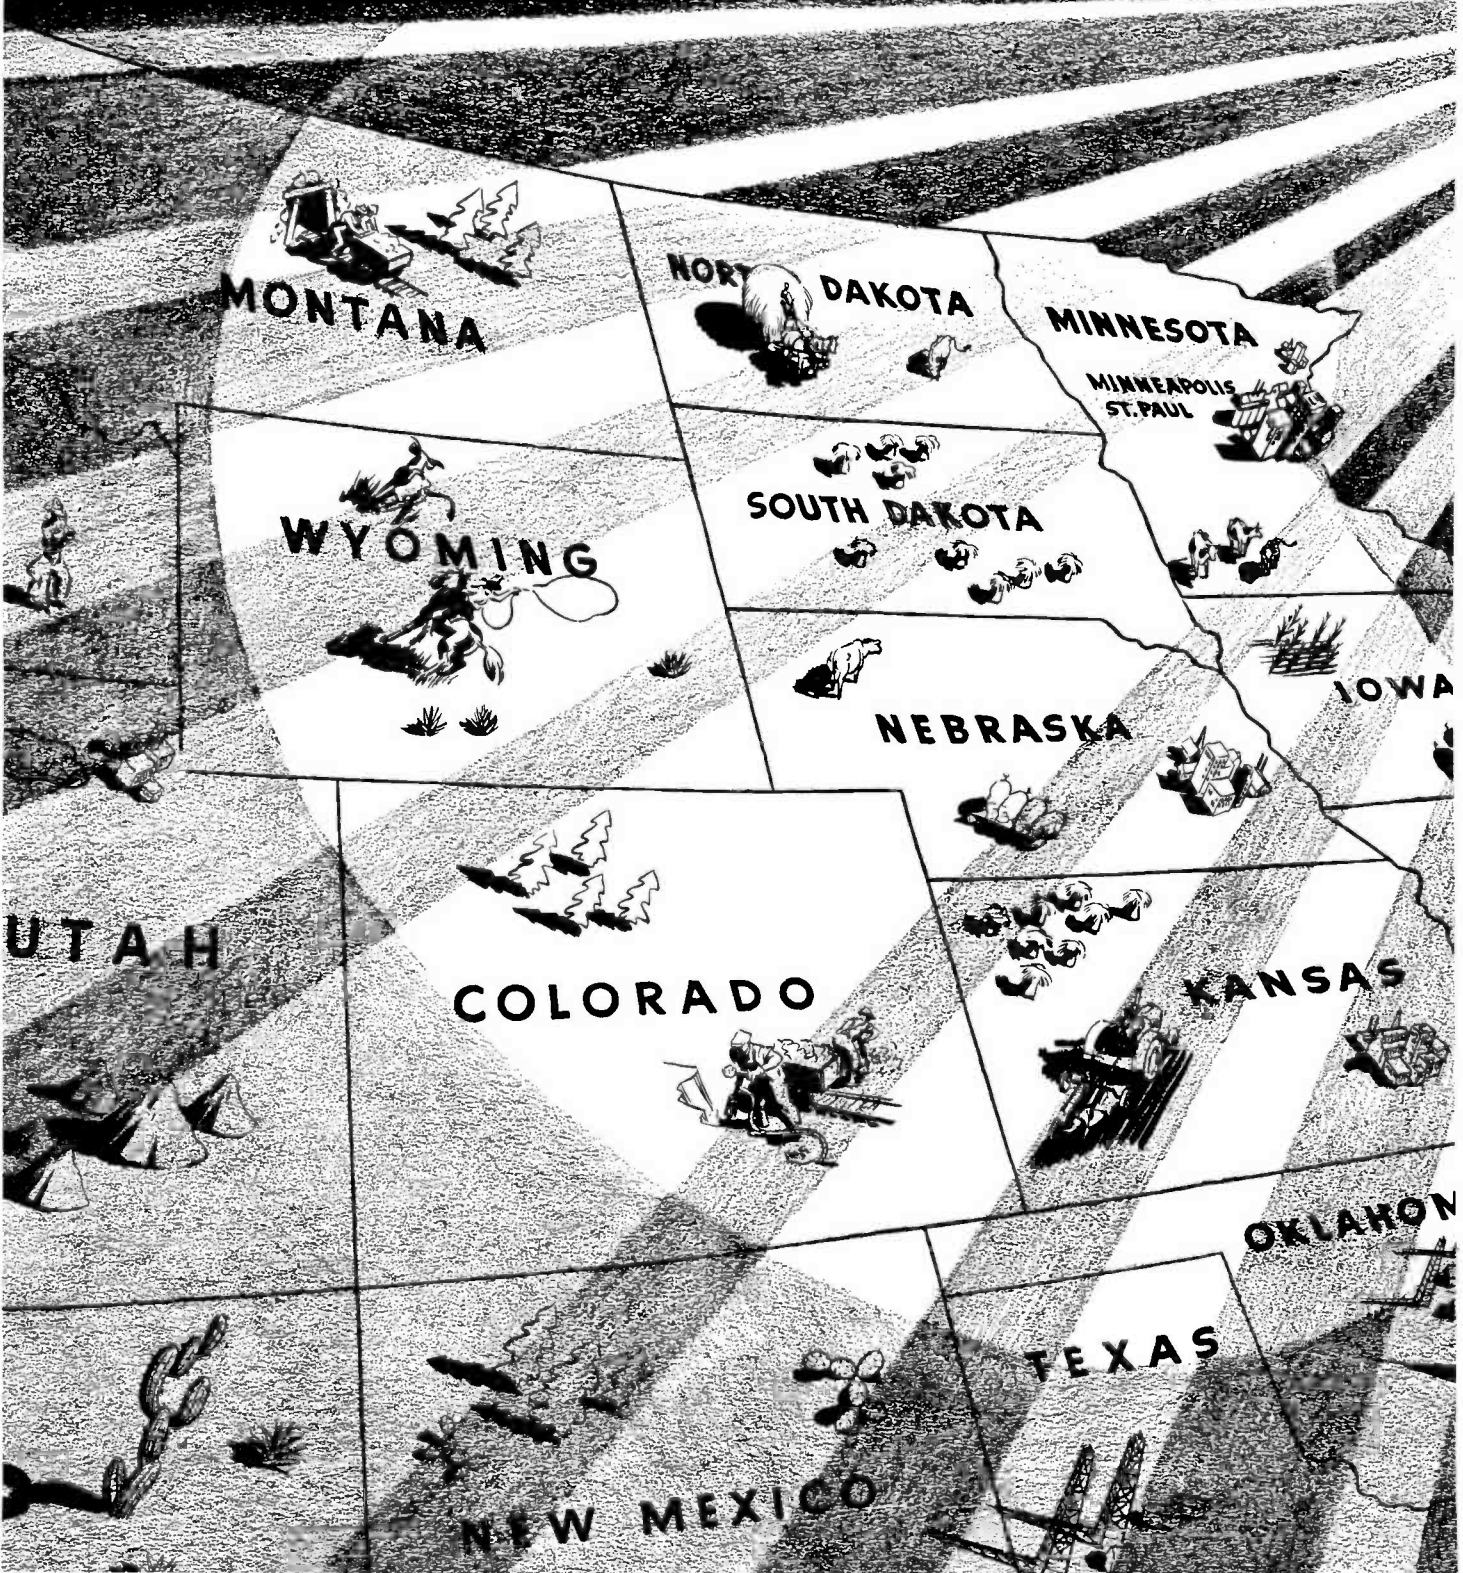 MONTANA
NORT DAKOTA
MINNESOTA
MINNEAPOLIS
ST. PAUL
WYOMING
SOUTH DAKOTA
IOWA
NEBRASKA
UTAH
COLORADO
KANSAS
OKLAHOM
TEXAS
NEW MEXICO